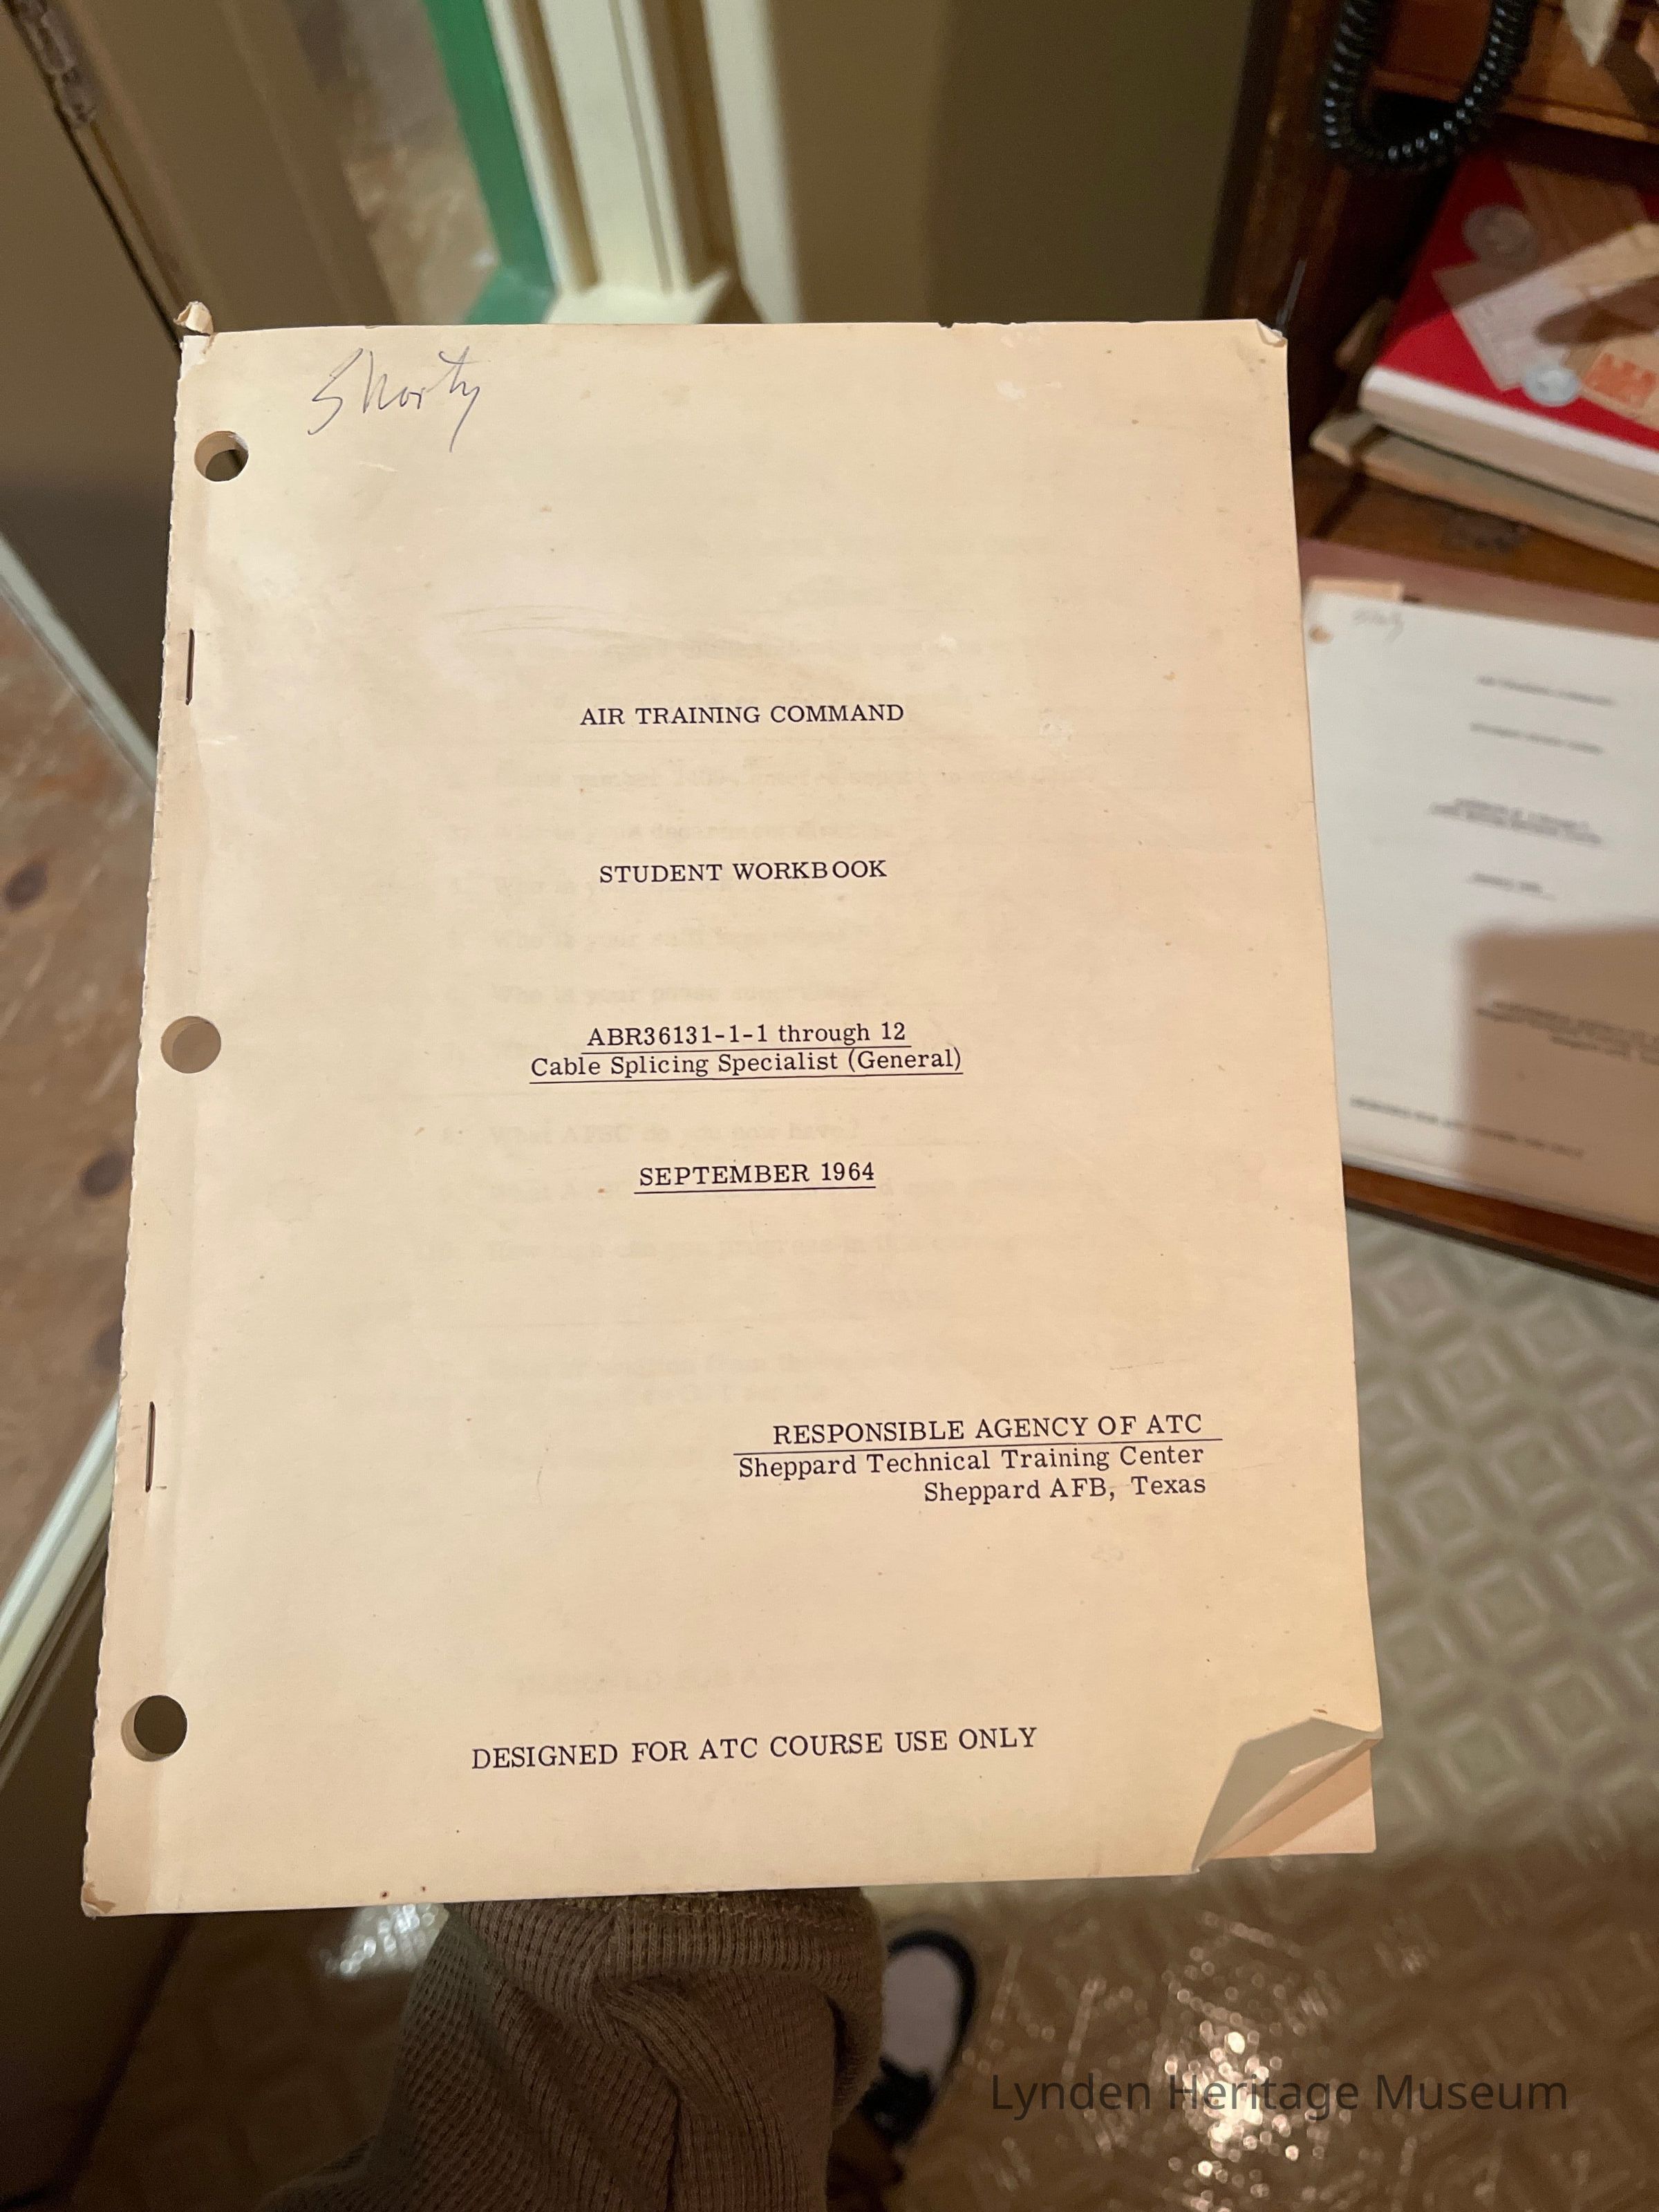 Shorty
AIR TRAINING COMMAND
STUDENT WORKBOOK
ABR36131-1-1 through 12
Cable Splicing Specialist (General)
SEPTEMBER 1964
RESPONSIBLE AGENCY OF ATC
Sheppard Technical Training Center
Sheppard AFB, Texas
DESIGNED FOR ATC COURSE USE ONLY
Lynden Heritage Museum